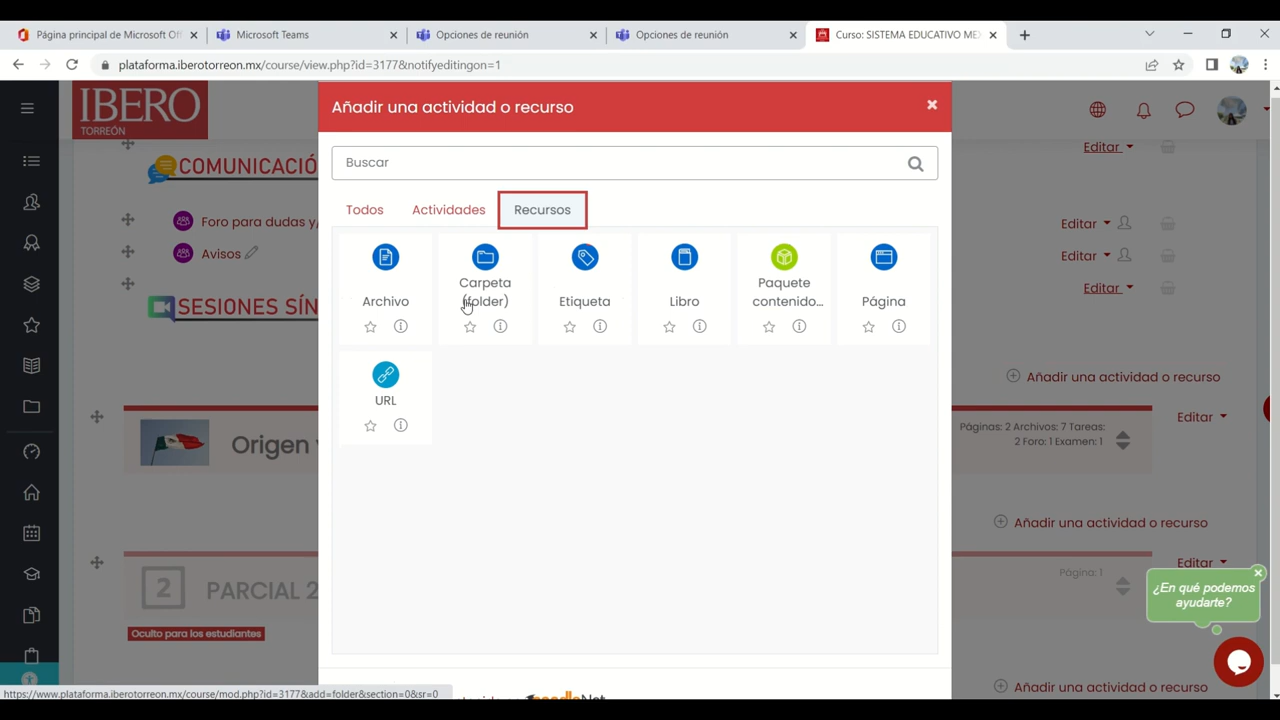 Página principal de Microsoft Of
Microsoft Teams
Opciones de reunión
Opciones de reunión
Curso: SISTEMA EDUCATIVO ME
plataforma.iberotorreon.mx/course/view.php?id=3177&notifyeditingon=1
IBERO
TORREÓN
Añadir una actividad o recurso
Buscar
Todos
Actividades
Recursos
Archivo
Carpeta
(folder)
Etiqueta
Libro
Paquete
contenido...
Página
URL
COMUNICACIÓ
Editar
Foro para dudas y/
Editar
Avisos
Editar
SESIONES SÍN
Editar
Añadir una actividad o recurso
Origen
Páginas: 2 Archivos: 7 Tareas:
2 Foro: 1 Examen: 1
Editar
Añadir una actividad o recurso
2
PARCIAL 2
Página: 1
Editar
Oculto para los estudiantes
¿En qué podemos
ayudarte?
Añadir una actividad o recurso
https://www.plataforma.iberotorreon.mx/course/mod.php?id=3177&add=folder&section=0&sr=0